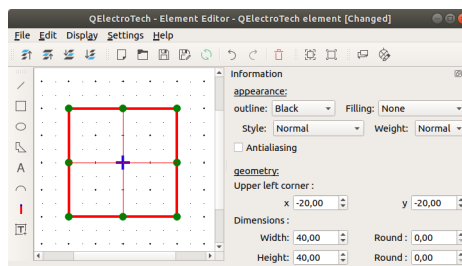 QElectroTech - Element Editor - QElectroTech element [Changed]
File Edit Display Settings Help
Information
appearance:
outline: Black Filling: None
Style: Normal Weight: Normal
Antialiasing
geometry:
Upper left corner :
x -20,00 y -20,00
Dimensions :
Width: 40,00 Round : 0,00
Height: 40,00 Round : 0,00
A
T